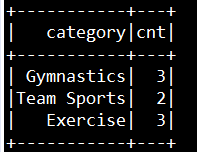 +-----------+---+
|   category|cnt|
+-----------+---+
| Gymnastics|  3|
|Team Sports|  2|
|   Exercise|  3|
+-----------+---+